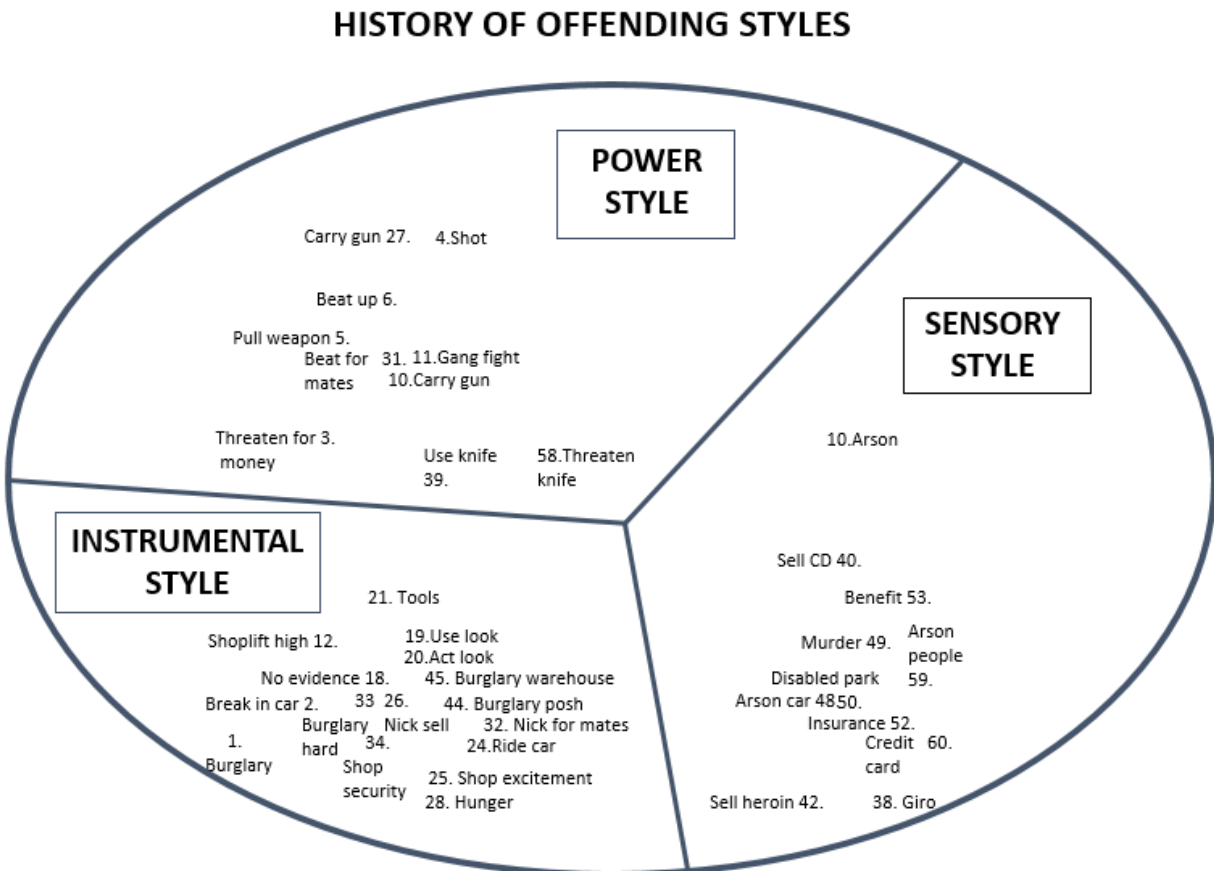 HISTORY OF OFFENDING STYLES
POWER
STYLE
Carry gun 27.
4.Shot
Beat up 6.
Pull weapon 5.
Beat for 31.
mates
11.Gang fight
10.Carry gun
Threaten for 3.
money
Use knife
39.
58.Threaten
knife
SENSORY
STYLE
10.Arson
Sell CD 40.
Benefit 53.
Murder 49.
Arson
people
59.
Disabled park
50.
Arson car 48
Insurance 52.
Credit 60.
card
Sell heroin 42.
38. Giro
INSTRUMENTAL
STYLE
21. Tools
Shoplift high 12.
19.Use look
20.Act look
No evidence 18.
45. Burglary warehouse
Break in car 2.
33
26.
44. Burglary posh
Burglary
hard
Nick sell
32. Nick for mates
1.
Burglary
34.
Shop
security
24.Ride car
25. Shop excitement
28. Hunger